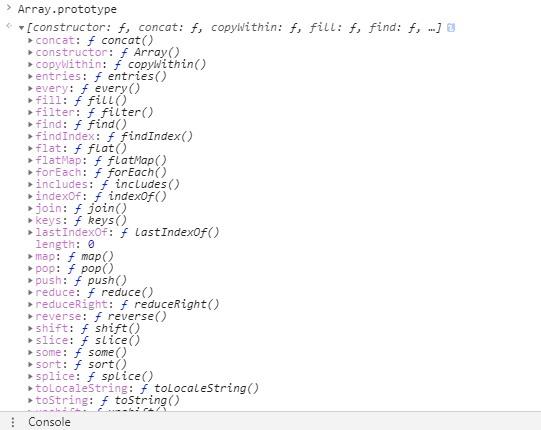 > Array.prototype
[constructor: ƒ, concat: ƒ, copyWithin: ƒ, fill: ƒ, find: ƒ, …]
concat: ƒ concat()
constructor: ƒ Array()
copyWithin: ƒ copyWithin()
entries: ƒ entries()
every: ƒ every()
fill: ƒ fill()
filter: ƒ filter()
find: ƒ find()
findIndex: ƒ findIndex()
flat: ƒ flat()
flatMap: ƒ flatMap()
forEach: ƒ forEach()
includes: ƒ includes()
indexOf: ƒ indexOf()
join: ƒ join()
keys: ƒ keys()
lastIndexOf: ƒ lastIndexOf()
length: 0
map: ƒ map()
pop: ƒ pop()
push: ƒ push()
reduce: ƒ reduce()
reduceRight: ƒ reduceRight()
reverse: ƒ reverse()
shift: ƒ shift()
slice: ƒ slice()
some: ƒ some()
sort: ƒ sort()
splice: ƒ splice()
toLocaleString: ƒ toLocaleString()
toString: ƒ toString()
unshift: ƒ unshift()
Console